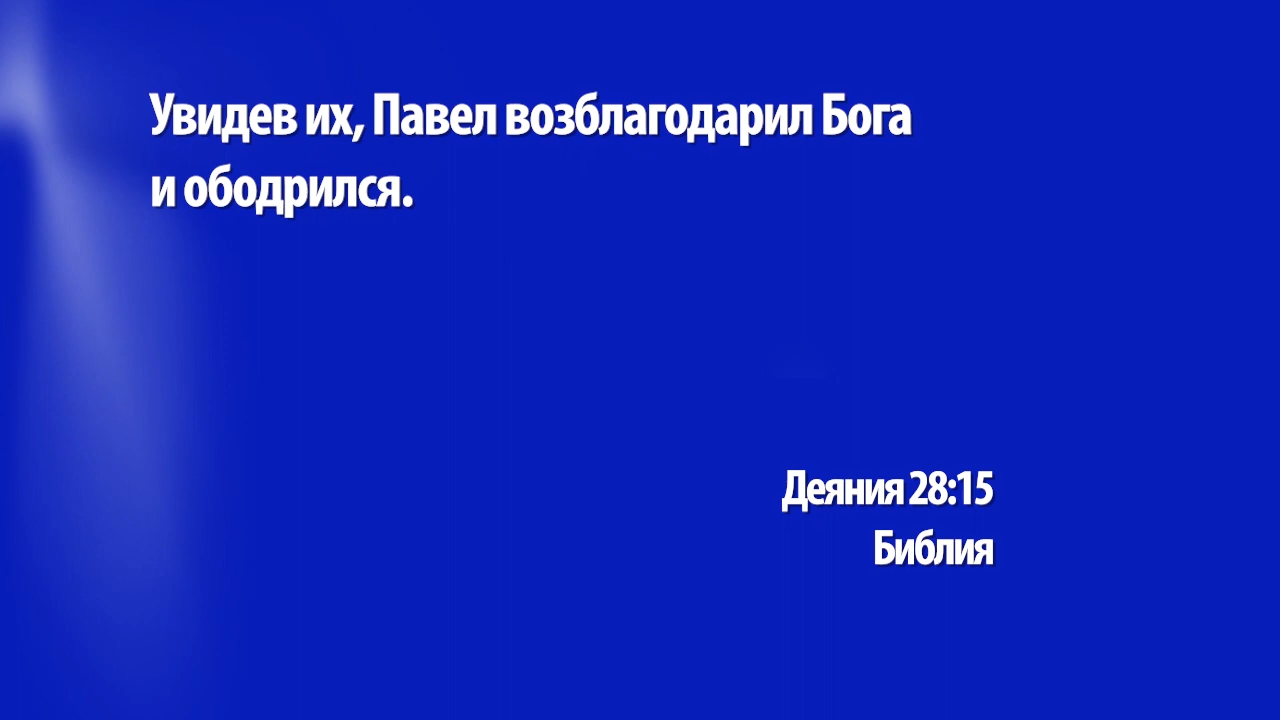 Увидев их, Павел возблагодарил Бога
и ободрился.
Деяния 28:15
Библия